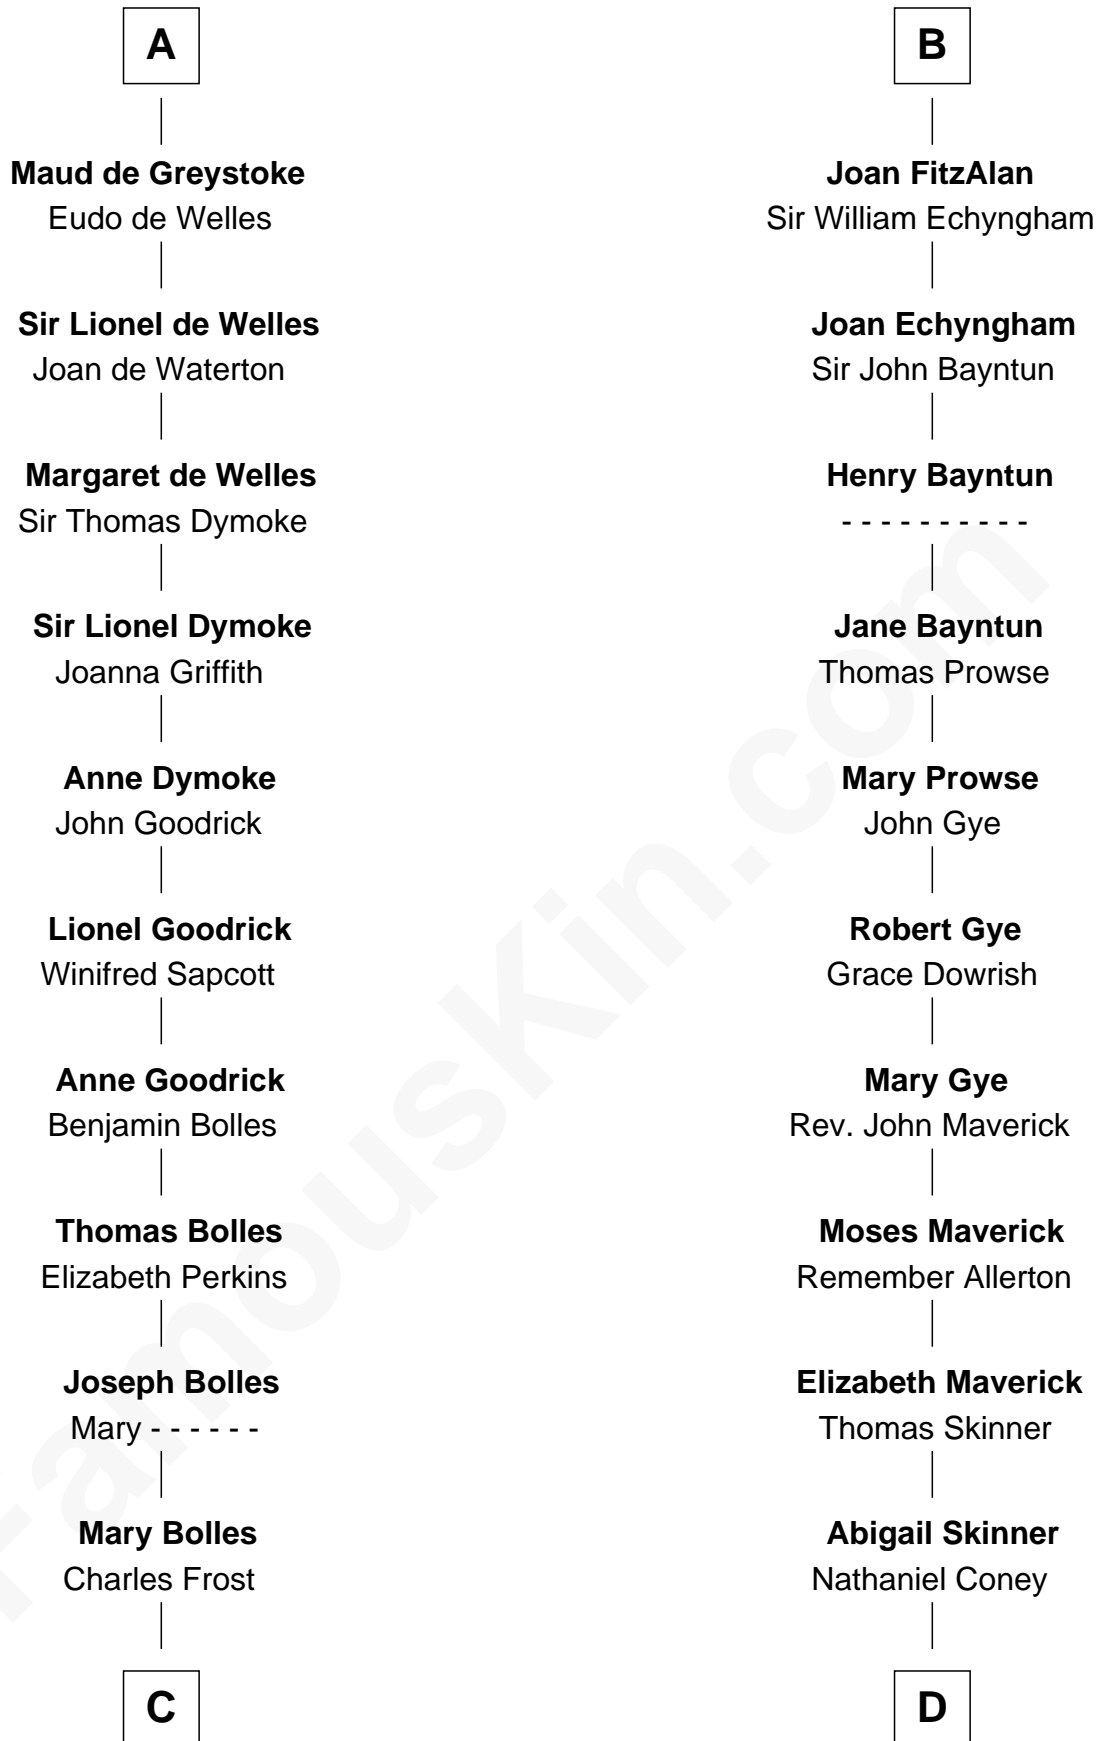 A
Maud de Greystoke
Eudo de Welles
Sir Lionel de Welles
Joan de Waterton
Margaret de Welles
Sir Thomas Dymoke
Sir Lionel Dymoke
Joanna Griffith
Anne Dymoke
John Goodrick
Lionel Goodrick
Winifred Sapcott
Anne Goodrick
Benjamin Bolles
Thomas Bolles
Elizabeth Perkins
Joseph Bolles
Mary - - - - - -
Mary Bolles
Charles Frost
C
B
Joan FitzAlan
Sir William Echyngham
Joan Echyngham
Sir John Bayntun
Henry Bayntun
- - - - - - - - - -
Jane Bayntun
Thomas Prowse
Mary Prowse
John Gye
Robert Gye
Grace Dowrish
Mary Gye
Rev. John Maverick
Moses Maverick
Remember Allerton
Elizabeth Maverick
Thomas Skinner
Abigail Skinner
Nathaniel Coney
D
FamousKin.com